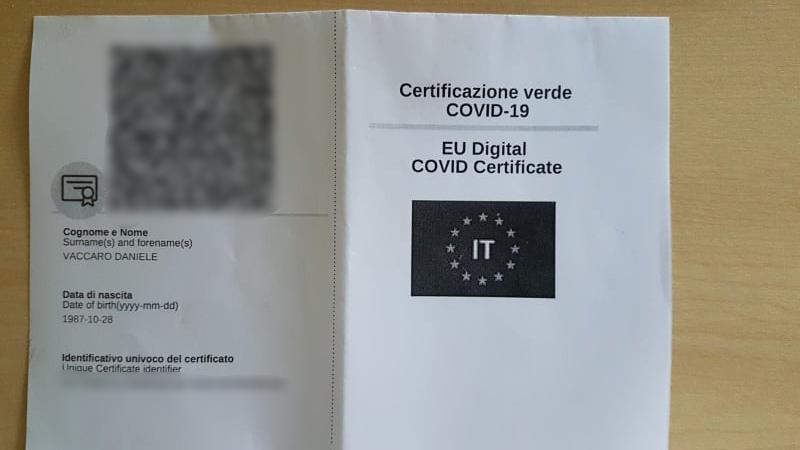 Cognome e Nome
Surname(s) and forename(s)
VACCARO DANIELE
Data di nascita
Date of birth(yyyy-mm-dd)
1987-10-28
Identificativo univoco del certificato
Unique Certificate identifier
Certificazione verde
COVID-19
EU Digital
COVID Certificate
IT